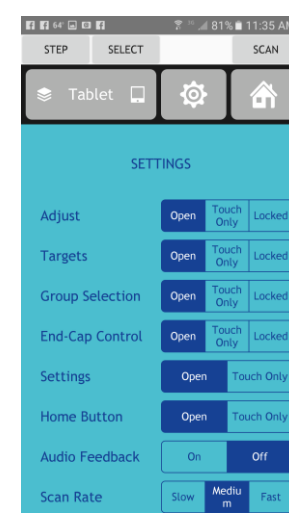 64° 81% 11:35 AM
STEP SELECT SCAN
Tablet
SETTINGS
Adjust Open Touch Only Locked
Targets Open Touch Only Locked
Group Selection Open Touch Only Locked
End-Cap Control Open Touch Only Locked
Settings Open Touch Only
Home Button Open Touch Only
Audio Feedback On Off
Scan Rate Slow Medium Fast